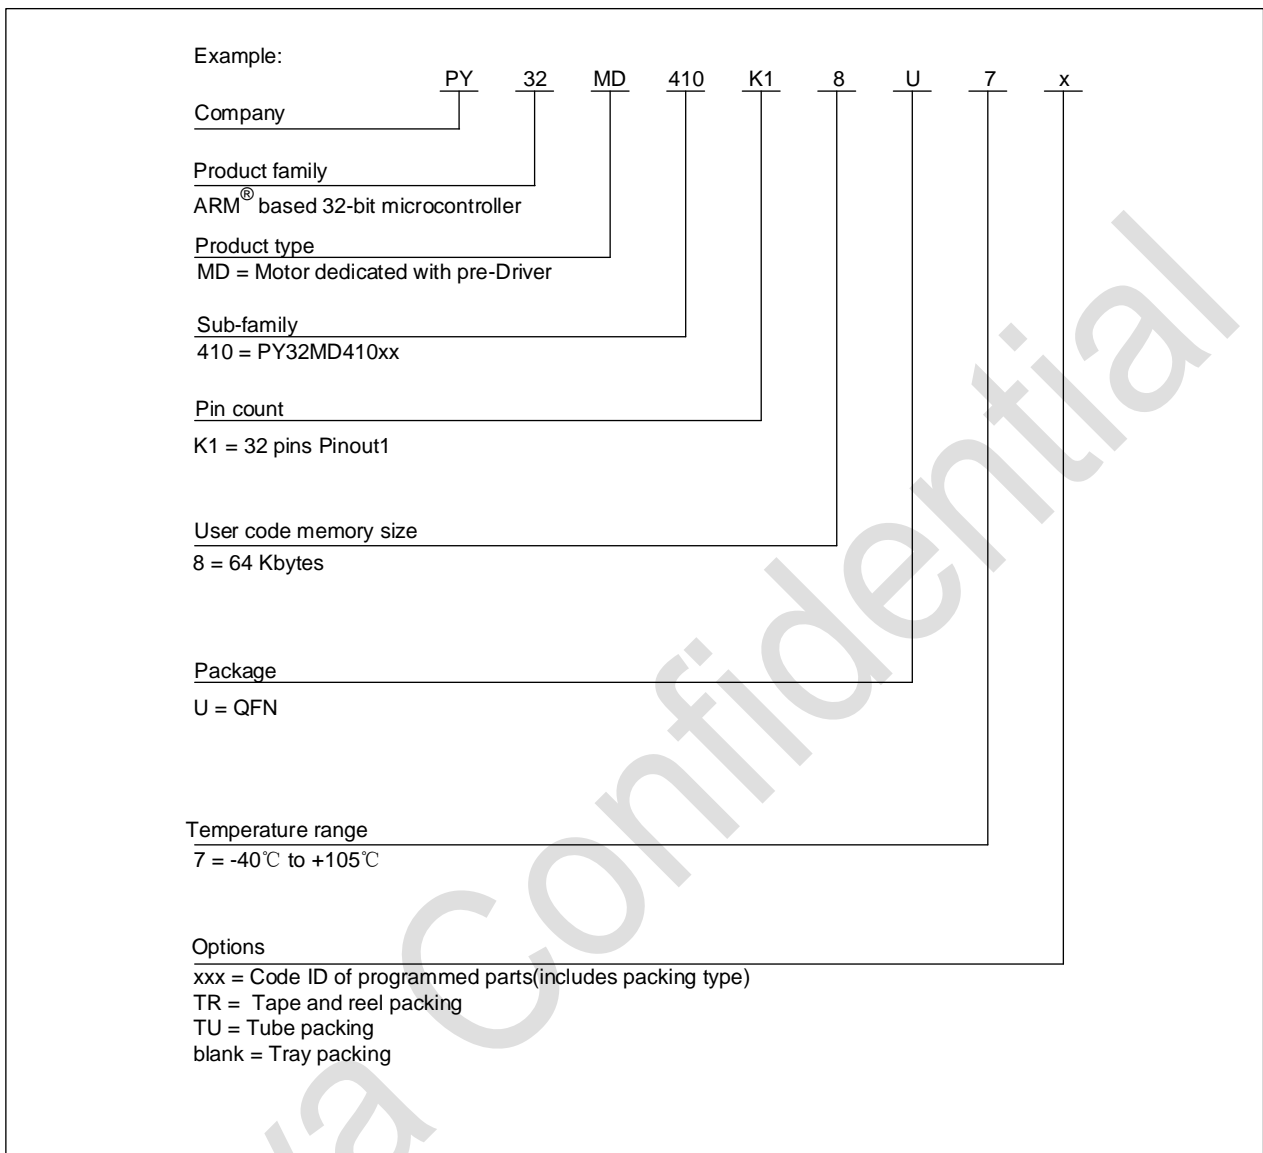 Example:
PY 32 MD 410 K1 8 U 7 x
Company
Product family
ARM® based 32-bit microcontroller
Product type
MD = Motor dedicated with pre-Driver
Sub-family
410 = PY32MD410xx
Pin count
K1 = 32 pins Pinout1
User code memory size
8 = 64 Kbytes
Package
U = QFN
Temperature range
7 = -40℃ to +105℃
Options
xxx = Code ID of programmed parts(includes packing type)
TR = Tape and reel packing
TU = Tube packing
blank = Tray packing
Confidential